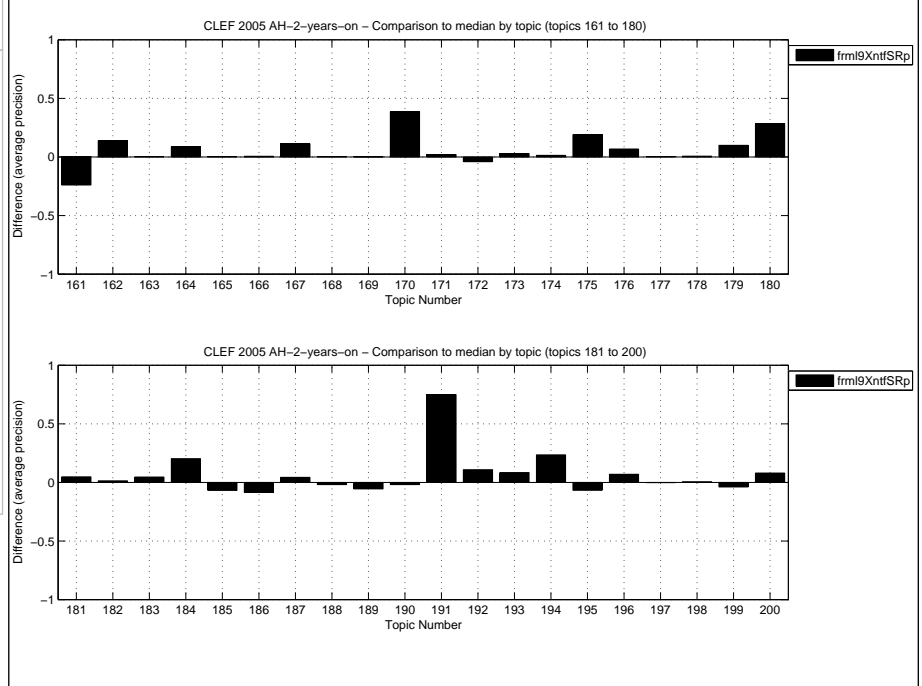 CLEF 2005 AH−2−years−on − Comparison to median by topic (topics 161 to 180)
1
0.5
0
−0.5
−1
Difference (average precision)
161 162 163 164 165 166 167 168 169 170 171 172 173 174 175 176 177 178 179 180
Topic Number
frml9XntfSRp
CLEF 2005 AH−2−years−on − Comparison to median by topic (topics 181 to 200)
1
0.5
0
−0.5
−1
Difference (average precision)
181 182 183 184 185 186 187 188 189 190 191 192 193 194 195 196 197 198 199 200
Topic Number
frml9XntfSRp